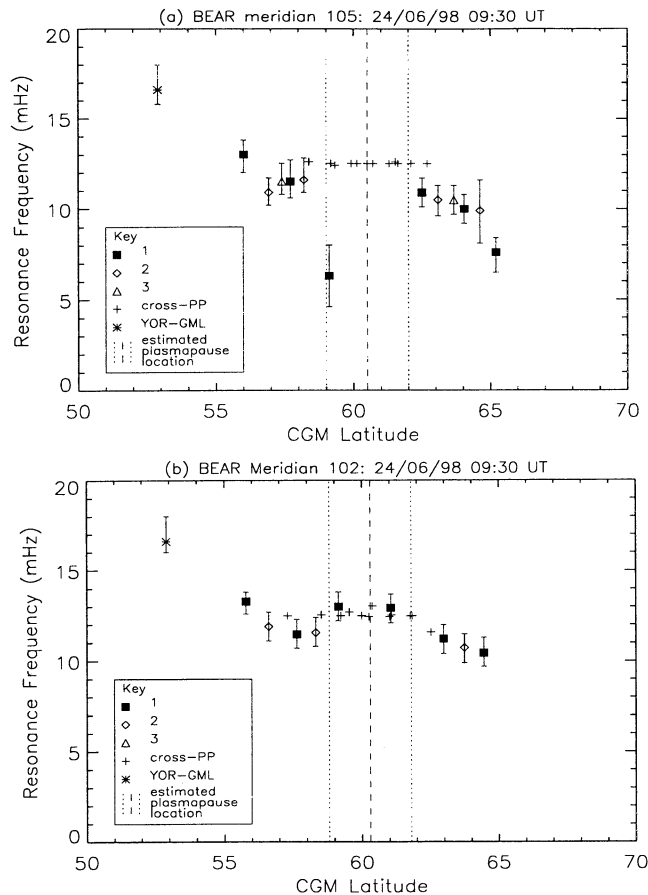 (a) BEAR meridian 105: 24/06/98 09:30 UT
Resonance Frequency (mHz)
20
15
10
5
0
Key
1
2
3
cross-PP
YOR-GML
estimated
plasmapause
location
50 55 60 65 70
CGM Latitude
(b) BEAR Meridian 102: 24/06/98 09:30 UT
Resonance Frequency (mHz)
20
15
10
5
0
Key
1
2
3
cross-PP
YOR-GML
estimated
plasmapause
location
50 55 60 65 70
CGM Latitude